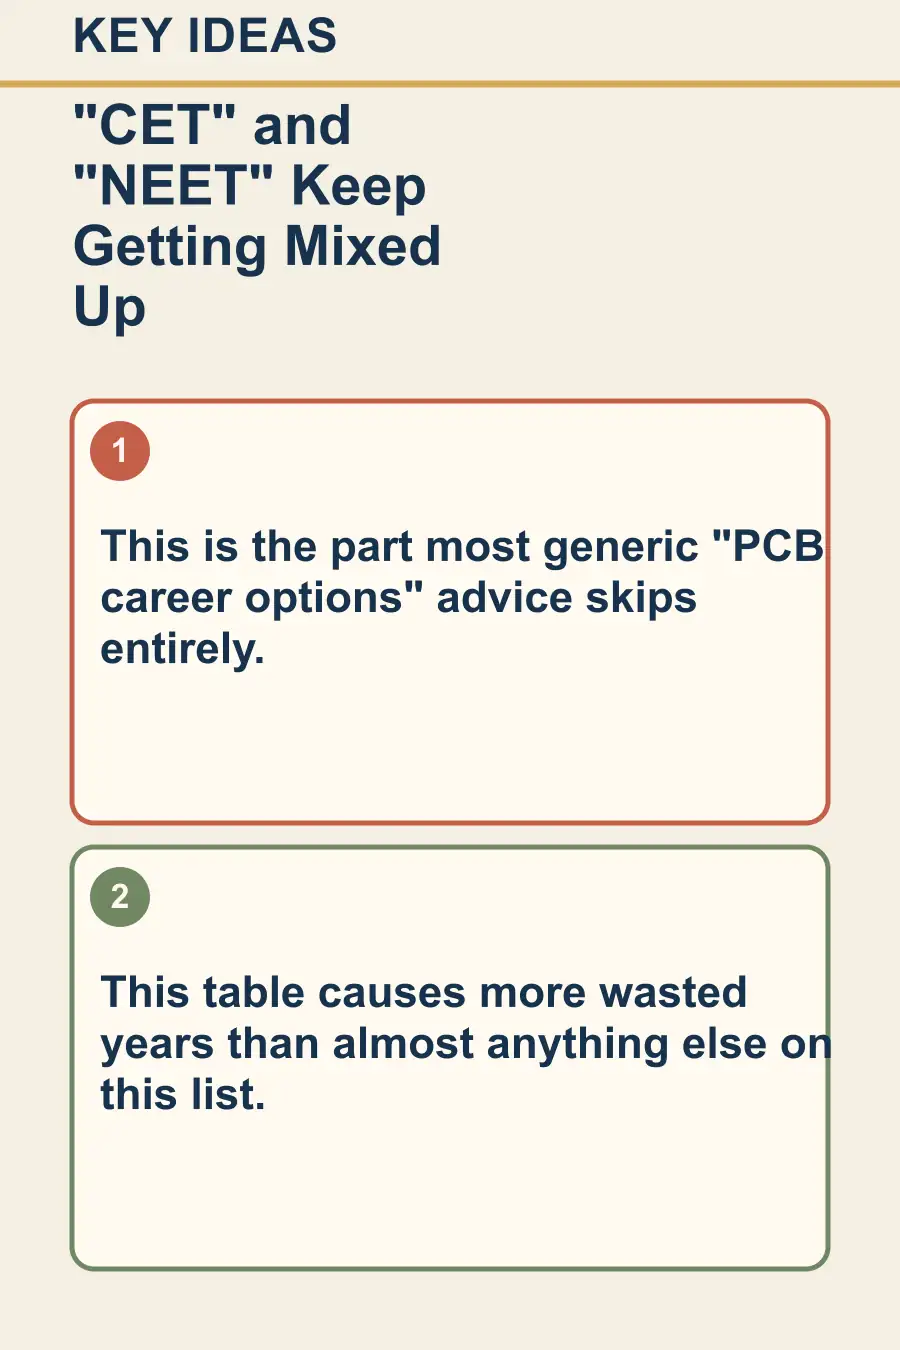 KEY IDEAS
"CET" and
"NEET" Keep
Getting Mixed
Up
1
This is the part most generic "PCB
career options" advice skips
entirely.
2
This table causes more wasted
years than almost anything else on
this list.